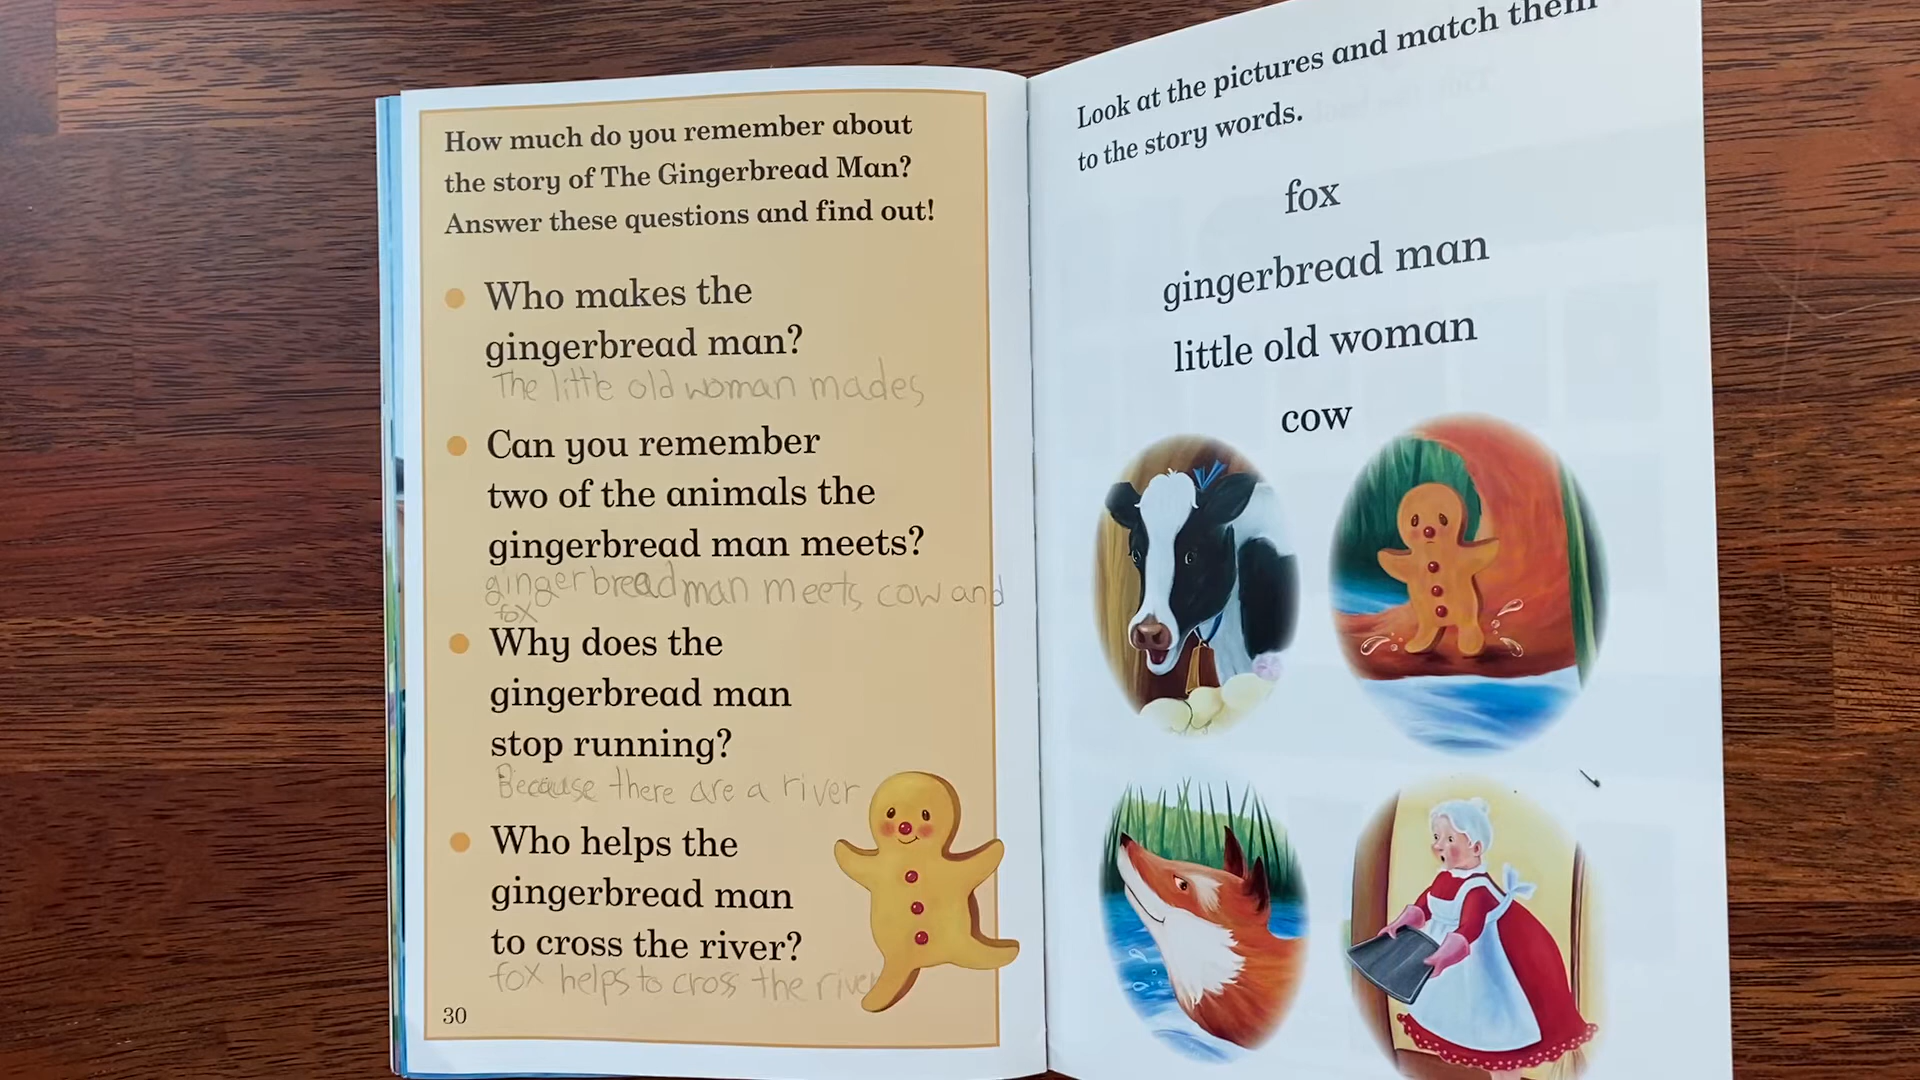 How much do you remember about
the story of The Gingerbread Man?
Answer these questions and find out!
Who makes the
gingerbread man?
The little old woman mades
Can you remember
two of the animals the
gingerbread man meets?
gingerbread man meets cow and
fox
Why does the
gingerbread man
stop running?
Because there are a river
Who helps the
gingerbread man
to cross the river?
fox helps to cross the river
30
Look at the pictures and match them
to the story words.
fox
gingerbread man
little old woman
cow